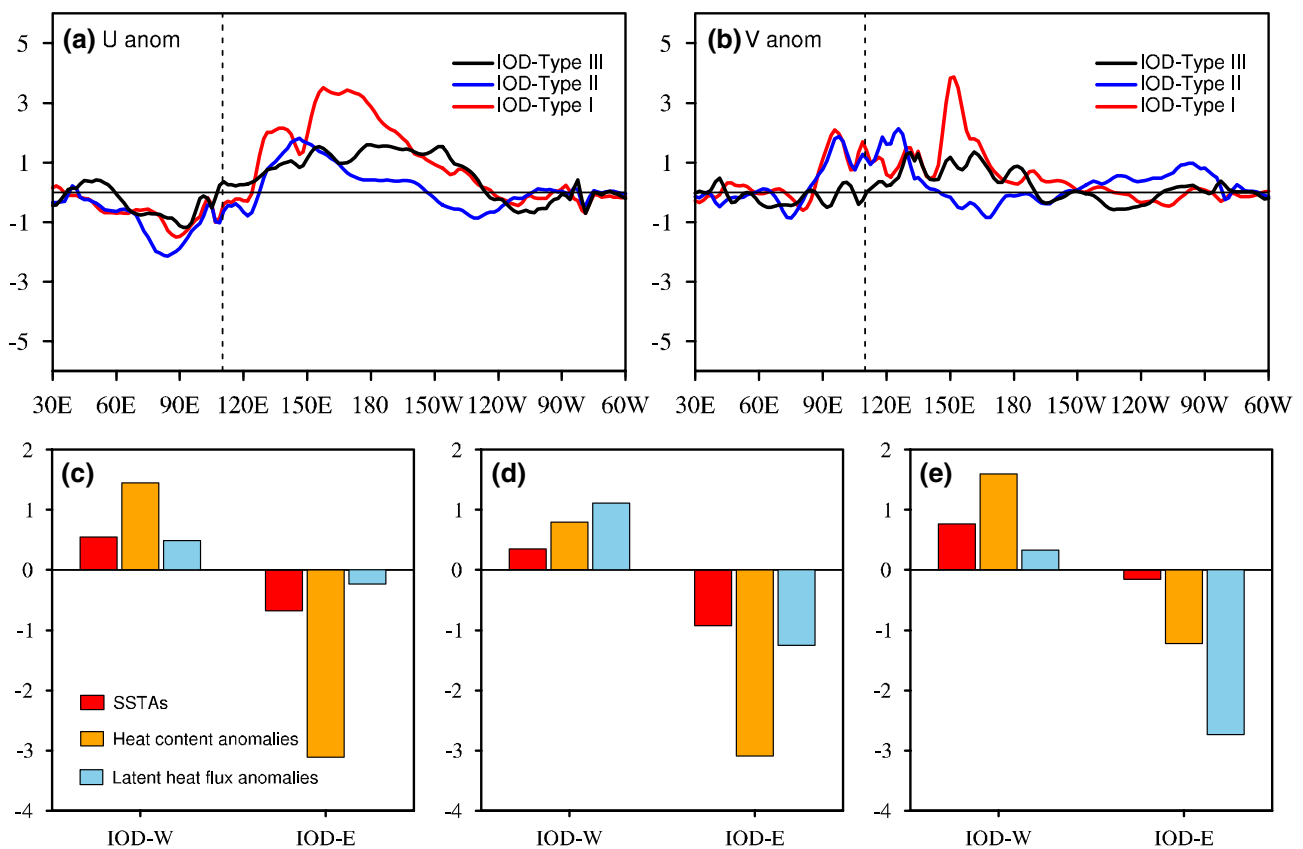 (a) U anom
IOD-Type III
IOD-Type II
IOD-Type I
5
3
1
-1
-3
-5
30E 60E 90E 120E 150E 180 150W 120W 90W 60W
(b) V anom
IOD-Type III
IOD-Type II
IOD-Type I
5
3
1
-1
-3
-5
30E 60E 90E 120E 150E 180 150W 120W 90W 60W
(c)
2
1
0
-1
-2
-3
-4
SSTAs
Heat content anomalies
Latent heat flux anomalies
IOD-W IOD-E
(d)
2
1
0
-1
-2
-3
-4
IOD-W IOD-E
(e)
2
1
0
-1
-2
-3
-4
IOD-W IOD-E